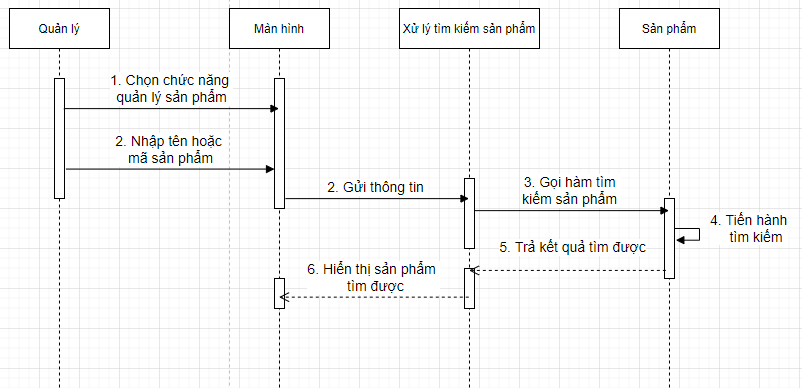 Quản lý
Màn hình
Xử lý tìm kiếm sản phẩm
Sản phẩm
1. Chọn chức năng
quản lý sản phẩm
2. Nhập tên hoặc
mã sản phẩm
2. Gửi thông tin
3. Gọi hàm tìm
kiếm sản phẩm
4. Tiến hành
tìm kiếm
5. Trả kết quả tìm được
6. Hiển thị sản phẩm
tìm được